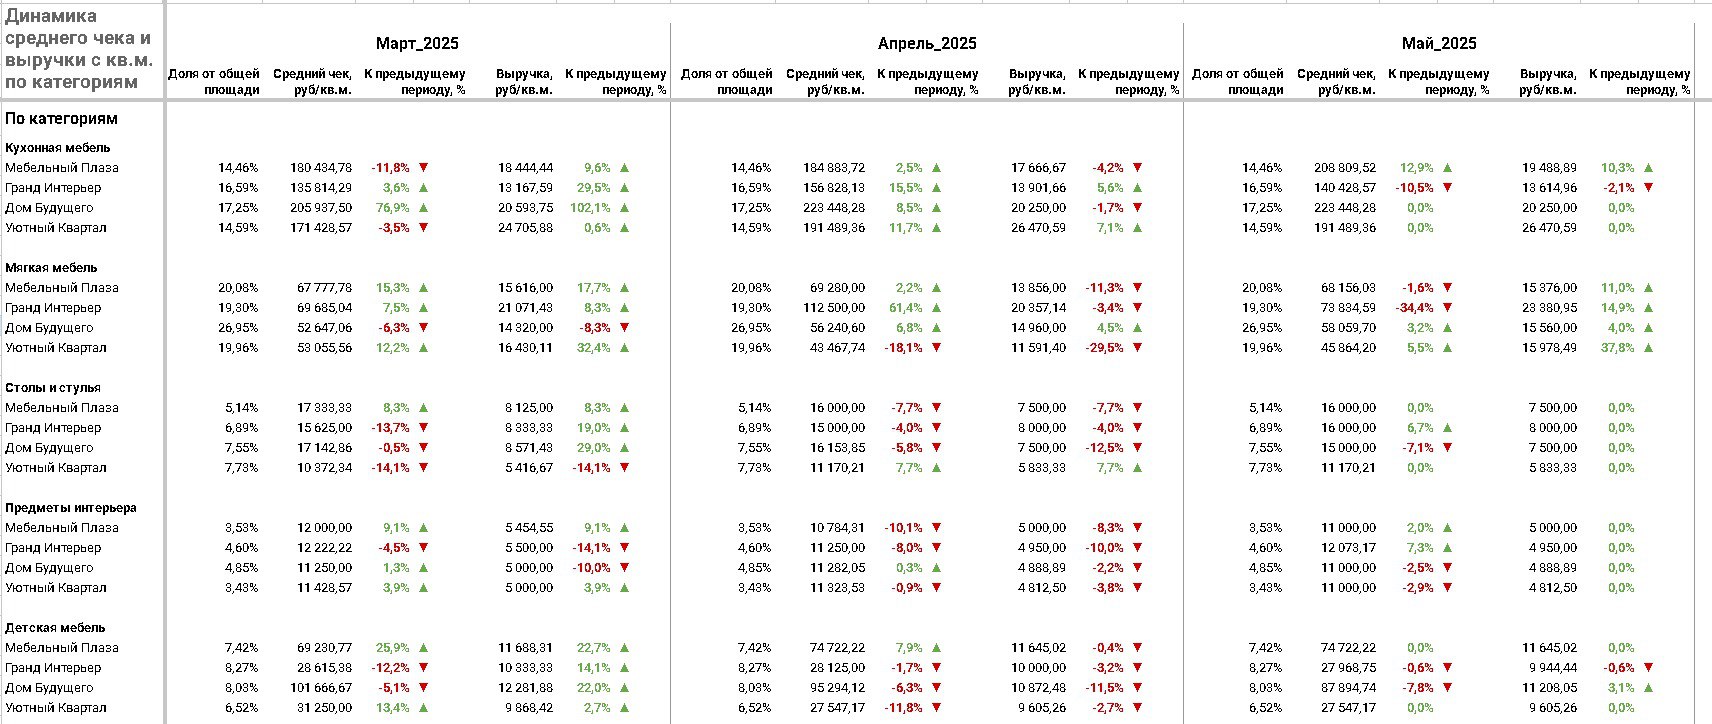 Динамика
среднего чека и
выручки с кв.м.
по категориям
Март_2025 Апрель_2025 Май_2025
Доля от общей площади Средний чек, руб/кв.м. К предыдущему периоду, % Выручка, руб/кв.м. К предыдущему периоду, % Доля от общей площади Средний чек, руб/кв.м. К предыдущему периоду, % Выручка, руб/кв.м. К предыдущему периоду, % Доля от общей площади Средний чек, руб/кв.м. К предыдущему периоду, % Выручка, руб/кв.м. К предыдущему периоду, %
По категориям
Кухонная мебель
Мебельный Плаза 14,46% 180 434,78 -11,8% ▼ 18 444,44 9,6% ▲ 14,46% 184 883,72 2,5% ▲ 17 666,67 -4,2% ▼ 14,46% 208 809,52 12,9% ▲ 19 488,89 10,3% ▲
Гранд Интерьер 16,59% 135 814,29 3,6% ▲ 13 167,59 29,5% ▲ 16,59% 156 828,13 15,5% ▲ 13 901,66 5,6% ▲ 16,59% 140 428,57 -10,5% ▼ 13 614,96 -2,1% ▼
Дом Будущего 17,25% 205 937,50 76,9% ▲ 20 593,75 102,1% ▲ 17,25% 223 448,28 8,5% ▲ 20 250,00 -1,7% ▼ 17,25% 223 448,28 0,0% 20 250,00 0,0%
Уютный Квартал 14,59% 171 428,57 -3,5% ▼ 24 705,88 0,6% ▲ 14,59% 191 489,36 11,7% ▲ 26 470,59 7,1% ▲ 14,59% 191 489,36 0,0% 26 470,59 0,0%
Мягкая мебель
Мебельный Плаза 20,08% 67 777,78 15,3% ▲ 15 616,00 17,7% ▲ 20,08% 69 280,00 2,2% ▲ 13 856,00 -11,3% ▼ 20,08% 68 156,03 -1,6% ▼ 15 376,00 11,0% ▲
Гранд Интерьер 19,30% 69 685,04 7,5% ▲ 21 071,43 8,3% ▲ 19,30% 112 500,00 61,4% ▲ 20 357,14 -3,4% ▼ 19,30% 73 834,59 -34,4% ▼ 23 380,95 14,9% ▲
Дом Будущего 26,95% 52 647,06 -6,3% ▼ 14 320,00 -8,3% ▼ 26,95% 56 240,60 6,8% ▲ 14 960,00 4,5% ▲ 26,95% 58 059,70 3,2% ▲ 15 560,00 4,0% ▲
Уютный Квартал 19,96% 53 055,56 12,2% ▲ 16 430,11 32,4% ▲ 19,96% 43 467,74 -18,1% ▼ 11 591,40 -29,5% ▼ 19,96% 45 864,20 5,5% ▲ 15 978,49 37,8% ▲
Столы и стулья
Мебельный Плаза 5,14% 17 333,33 8,3% ▲ 8 125,00 8,3% ▲ 5,14% 16 000,00 -7,7% ▼ 7 500,00 -7,7% ▼ 5,14% 16 000,00 0,0% 7 500,00 0,0%
Гранд Интерьер 6,89% 15 625,00 -13,7% ▼ 8 333,33 19,0% ▲ 6,89% 15 000,00 -4,0% ▼ 8 000,00 -4,0% ▼ 6,89% 16 000,00 6,7% ▲ 8 000,00 0,0%
Дом Будущего 7,55% 17 142,86 -0,5% ▼ 8 571,43 29,0% ▲ 7,55% 16 153,85 -5,8% ▼ 7 500,00 -12,5% ▼ 7,55% 15 000,00 -7,1% ▼ 7 500,00 0,0%
Уютный Квартал 7,73% 10 372,34 -14,1% ▼ 5 416,67 -14,1% ▼ 7,73% 11 170,21 7,7% ▲ 5 833,33 7,7% ▲ 7,73% 11 170,21 0,0% 5 833,33 0,0%
Предметы интерьера
Мебельный Плаза 3,53% 12 000,00 9,1% ▲ 5 454,55 9,1% ▲ 3,53% 10 784,31 -10,1% ▼ 5 000,00 -8,3% ▼ 3,53% 11 000,00 2,0% ▲ 5 000,00 0,0%
Гранд Интерьер 4,60% 12 222,22 -4,5% ▼ 5 500,00 -14,1% ▼ 4,60% 11 250,00 -8,0% ▼ 4 950,00 -10,0% ▼ 4,60% 12 073,17 7,3% ▲ 4 950,00 0,0%
Дом Будущего 4,85% 11 250,00 1,3% ▲ 5 000,00 -10,0% ▼ 4,85% 11 282,05 0,3% ▲ 4 888,89 -2,2% ▼ 4,85% 11 000,00 -2,5% ▼ 4 888,89 0,0%
Уютный Квартал 3,43% 11 428,57 3,9% ▲ 5 000,00 3,9% ▲ 3,43% 11 323,53 -0,9% ▼ 4 812,50 -3,8% ▼ 3,43% 11 000,00 -2,9% ▼ 4 812,50 0,0%
Детская мебель
Мебельный Плаза 7,42% 69 230,77 25,9% ▲ 11 688,31 22,7% ▲ 7,42% 74 722,22 7,9% ▲ 11 645,02 -0,4% ▼ 7,42% 74 722,22 0,0% 11 645,02 0,0%
Гранд Интерьер 8,27% 28 615,38 -12,2% ▼ 10 333,33 14,1% ▲ 8,27% 28 125,00 -1,7% ▼ 10 000,00 -3,2% ▼ 8,27% 27 968,75 -0,6% ▼ 9 944,44 -0,6% ▼
Дом Будущего 8,03% 101 666,67 -5,1% ▼ 12 281,88 22,0% ▲ 8,03% 95 294,12 -6,3% ▼ 10 872,48 -11,5% ▼ 8,03% 87 894,74 -7,8% ▼ 11 208,05 3,1% ▲
Уютный Квартал 6,52% 31 250,00 13,4% ▲ 9 868,42 2,7% ▲ 6,52% 27 547,17 -11,8% ▼ 9 605,26 -2,7% ▼ 6,52% 27 547,17 0,0% 9 605,26 0,0%